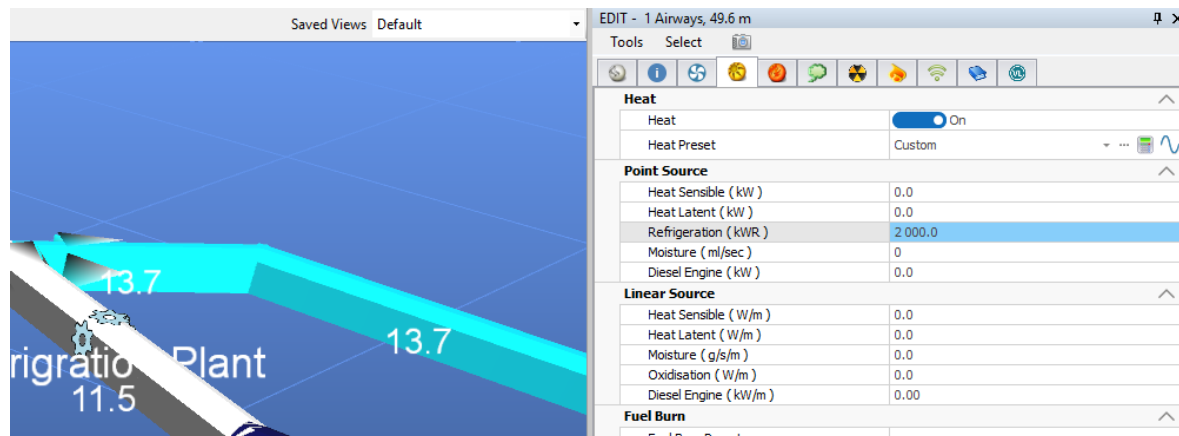 Saved Views Default
EDIT - 1 Airways, 49.6 m
Tools Select
Heat
Heat On
Heat Preset Custom
Point Source
Heat Sensible ( kW ) 0.0
Heat Latent ( kW ) 0.0
Refrigeration ( kWR ) 2 000.0
Moisture ( ml/sec ) 0
Diesel Engine ( kW ) 0.0
Linear Source
Heat Sensible ( W/m ) 0.0
Heat Latent ( W/m ) 0.0
Moisture ( g/s/m ) 0.0
Oxidisation ( W/m ) 0.0
Diesel Engine ( kW/m ) 0.00
Fuel Burn
13.7
13.7
rigratio Plant
11.5